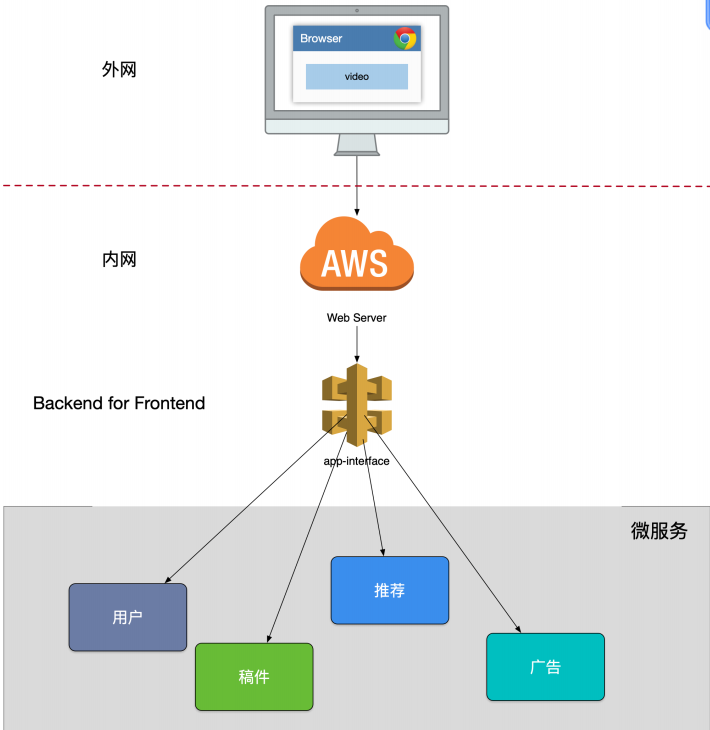 Browser
video
外网
内网
AWS
Web Server
Backend for Frontend
app-interface
微服务
推荐
用户
稿件
广告